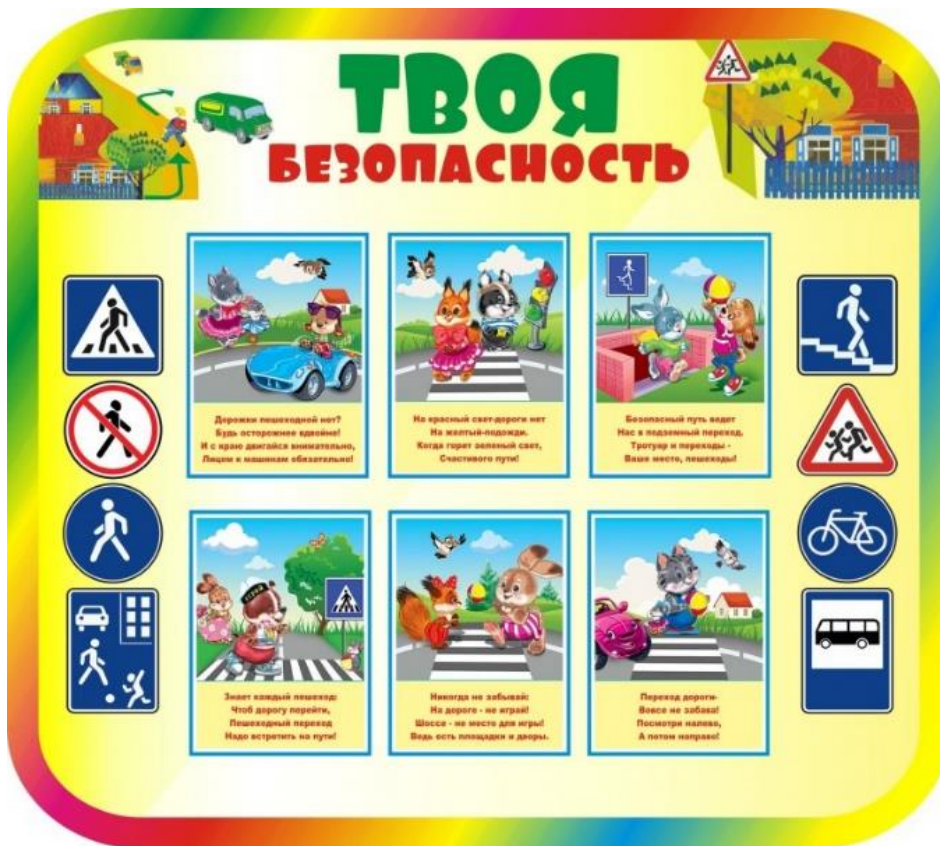 ТВОЯ
БЕЗОПАСНОСТЬ
Дорожки пешеходной нет?
Будь осторожнее вдвойне!
И с краю двигайся внимательно,
Лицом к машинам обязательно!
На красный свет-дороги нет
На желтый-подожди.
Когда горит зеленый свет,
Счастивого пути!
Безопасный путь ведет
Нас в подземный переход.
Тротуар и переходы -
Ваше место, пешеходы!
Знает каждый пешеход:
Чтоб дорогу перейти,
Пешеходный переход
Надо встретить на пути!
Никогда не забывай:
На дороге - не играй!
Шоссе - не место для игры!
Ведь есть площадки и дворы.
Переход дороги-
Вовсе не забава!
Посмотри налево,
А потом направо!